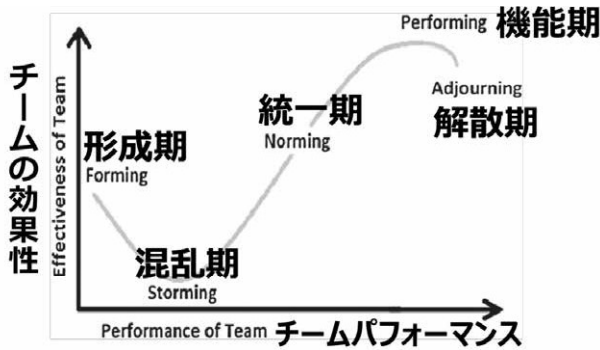 Performing 機能期
Adjourning
解散期
統一期
Norming
形成期
Forming
混乱期
Storming
チームの効果性
Effectiveness of Team
Performance of Team チームパフォーマンス